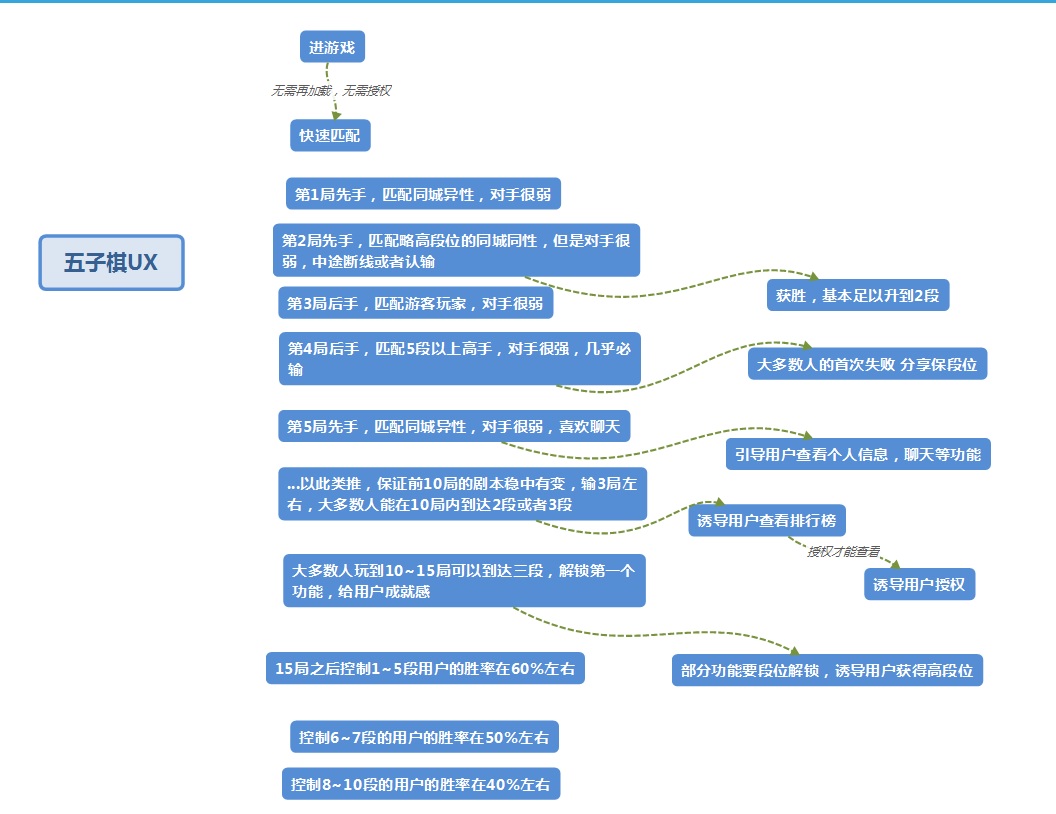 进游戏
无需再加载，无需授权
快速匹配
第1局先手，匹配同城异性，对手很弱
第2局先手，匹配略高段位的同城同性，但是对手很
弱，中途断线或者认输
五子棋UX
获胜，基本足以升到2段
第3局后手，匹配游客玩家，对手很弱
第4局后手，匹配5段以上高手，对手很强，几乎必
输
大多数人的首次失败 分享保段位
第5局先手，匹配同城异性，对手很弱，喜欢聊天
引导用户查看个人信息，聊天等功能
...以此类推，保证前10局的剧本稳中有变，输3局左
右，大多数人能在10局内到达2段或者3段
诱导用户查看排行榜
授权才能查看
诱导用户授权
大多数人玩到10~15局可以到达三段，解锁第一个
功能，给用户成就感
15局之后控制1~5段用户的胜率在60%左右
部分功能要段位解锁，诱导用户获得高段位
控制6~7段的用户的胜率在50%左右
控制8~10段的用户的胜率在40%左右